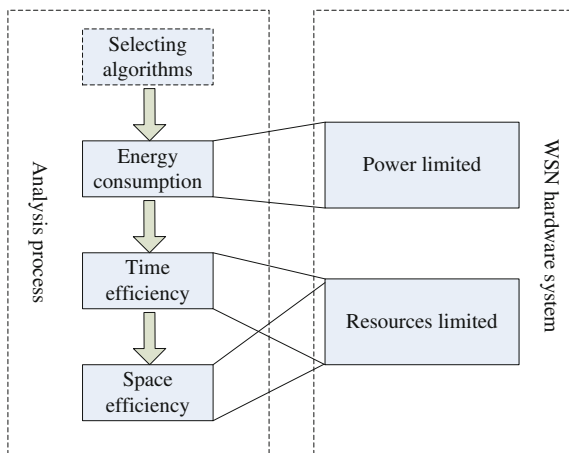 Selecting
algorithms
Energy
consumption
Power limited
Time
efficiency
Resources limited
Space
efficiency
Analysis process
WSN hardware system